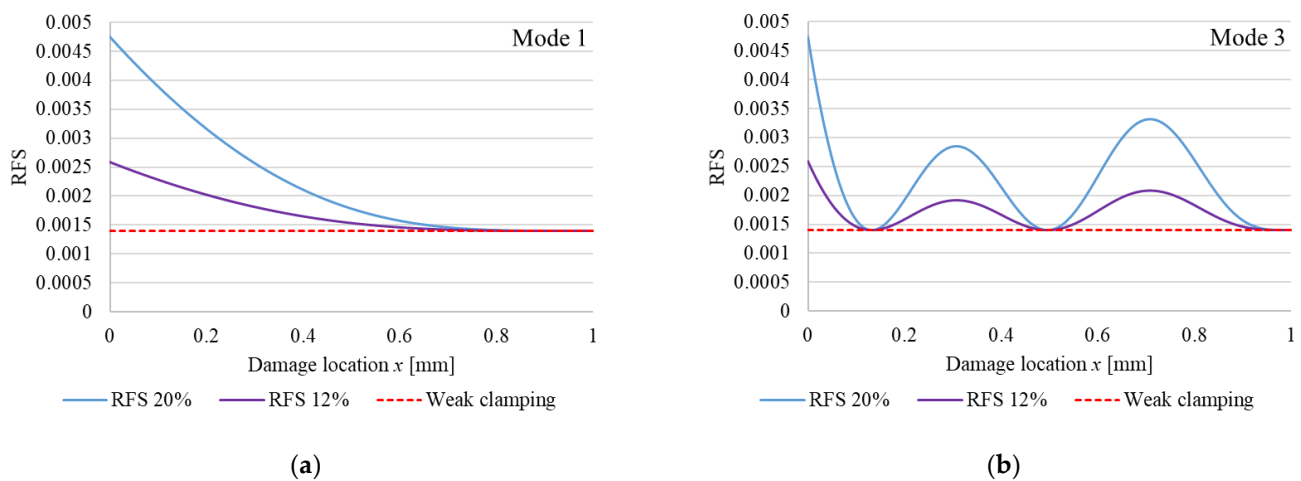 0.005
0.0045
0.004
0.0035
0.003
0.0025
0.002
0.0015
0.001
0.0005
0
RFS
Mode 1
0 0.2 0.4 0.6 0.8 1
Damage location x [mm]
RFS 20% RFS 12% Weak clamping
(a)
0.005
0.0045
0.004
0.0035
0.003
0.0025
0.002
0.0015
0.001
0.0005
0
RFS
Mode 3
0 0.2 0.4 0.6 0.8 1
Damage location x [mm]
RFS 20% RFS 12% Weak clamping
(b)